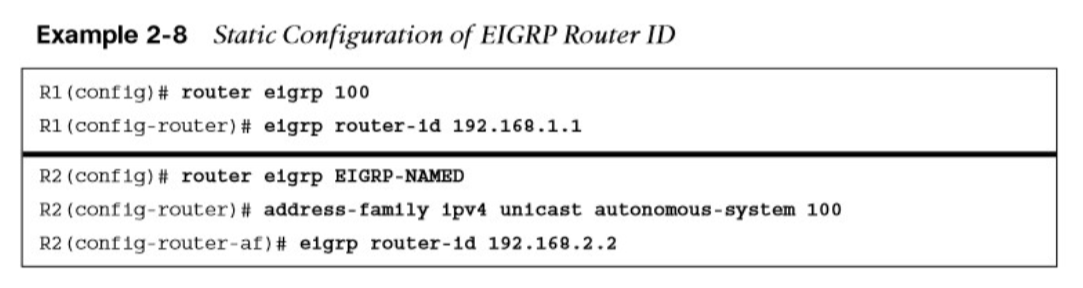 Example 2-8 Static Configuration of EIGRP Router ID
R1(config)# router eigrp 100
R1(config-router)# eigrp router-id 192.168.1.1
R2(config)# router eigrp EIGRP-NAMED
R2(config-router)# address-family ipv4 unicast autonomous-system 100
R2(config-router-af)# eigrp router-id 192.168.2.2